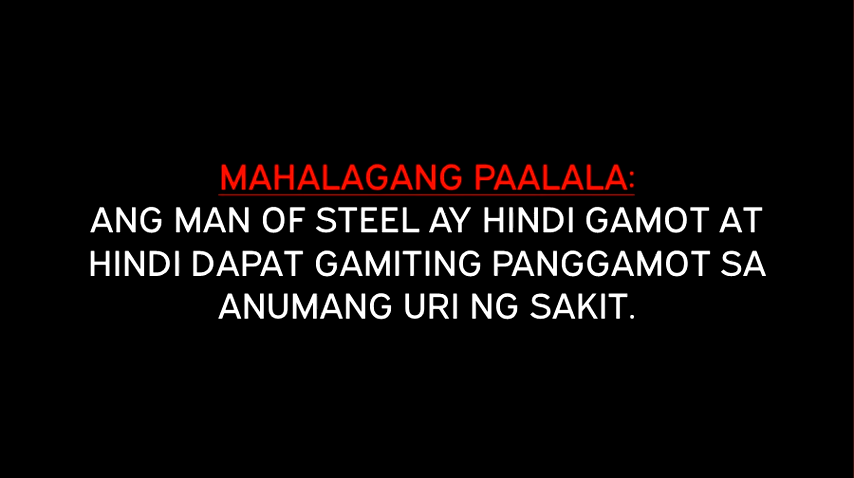 MAHALAGANG PAALALA:
ANG MAN OF STEEL AY HINDI GAMOT AT
HINDI DAPAT GAMITING PANGGAMOT SA
ANUMANG URI NG SAKIT.